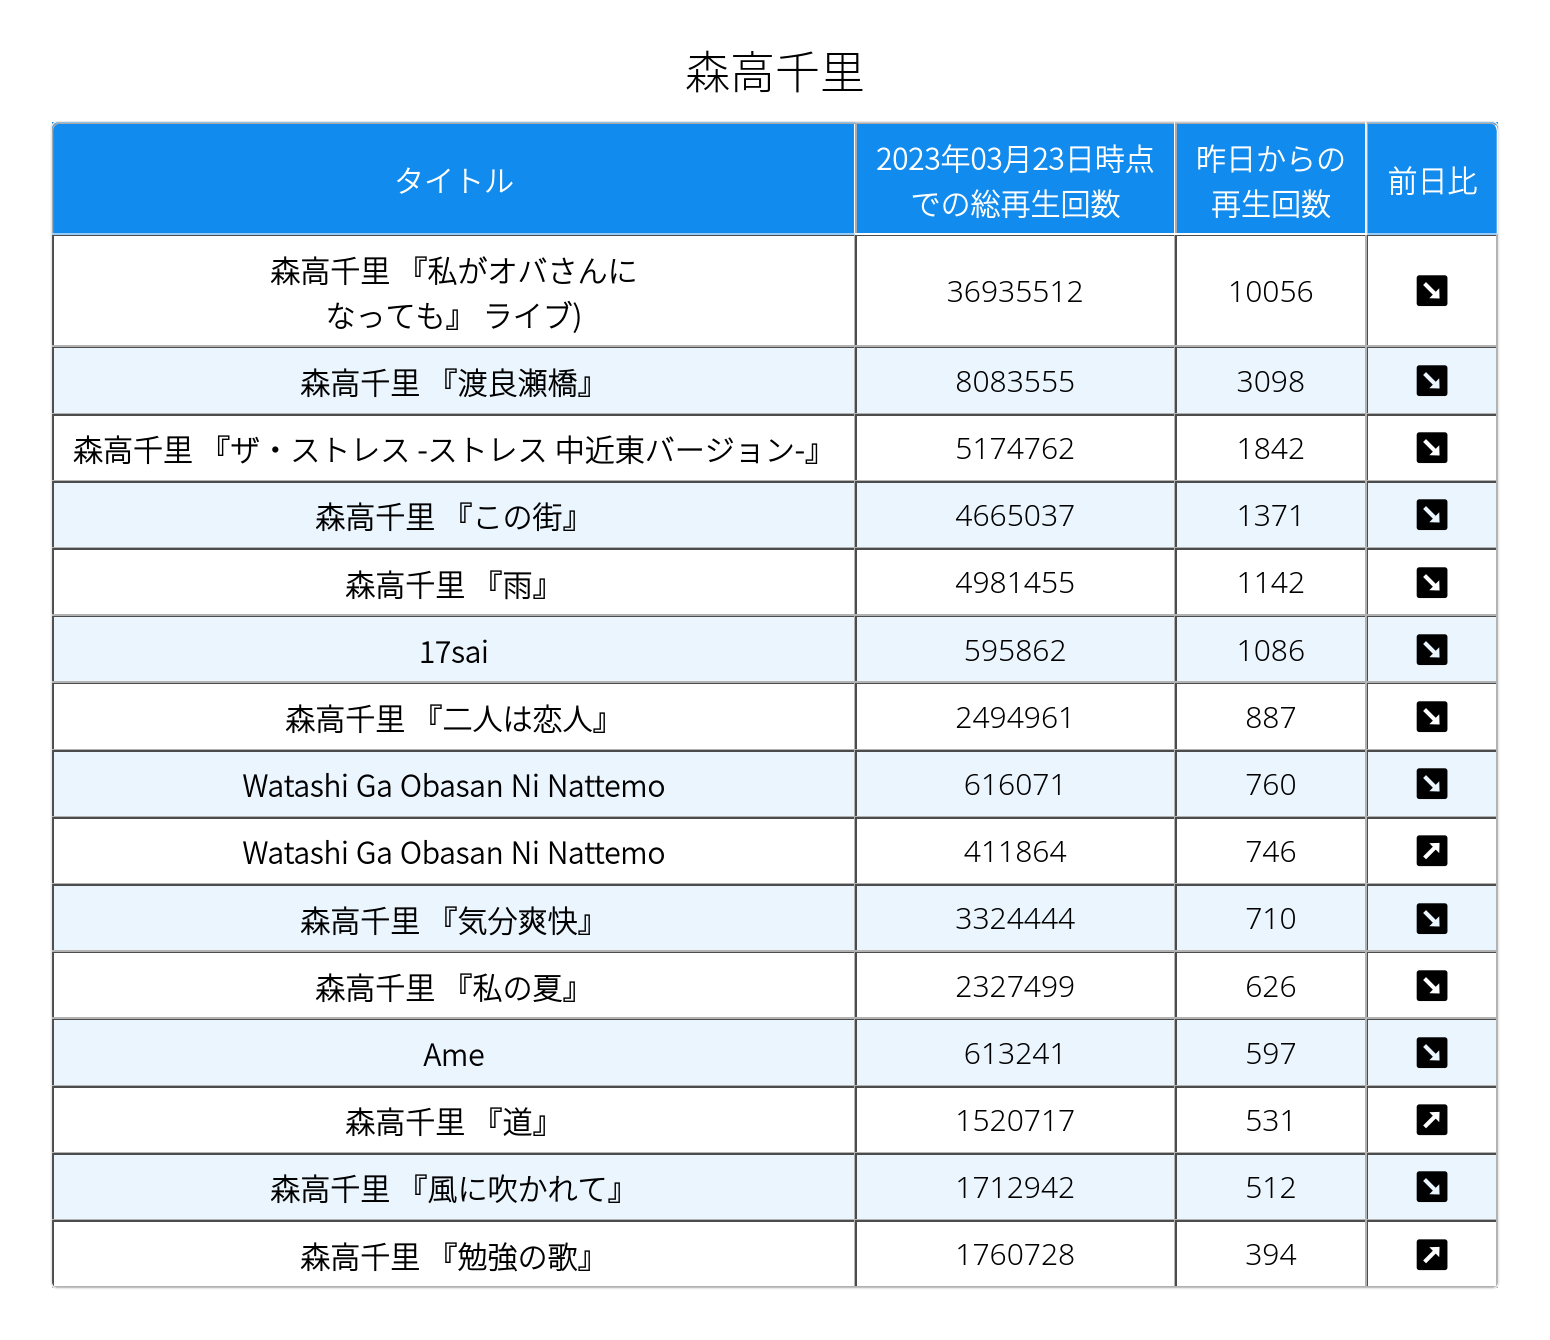 森高千里
タイトル
2023年03月23日時点
での総再生回数
昨日からの
再生回数
前日比
森高千里 『私がオバさんに
なっても』 ライブ)
36935512
10056
森高千里 『渡良瀬橋』
8083555
3098
森高千里 『ザ・ストレス -ストレス 中近東バージョン-』
5174762
1842
森高千里 『この街』
4665037
1371
森高千里 『雨』
4981455
1142
17sai
595862
1086
森高千里 『二人は恋人』
2494961
887
Watashi Ga Obasan Ni Nattemo
616071
760
Watashi Ga Obasan Ni Nattemo
411864
746
森高千里 『気分爽快』
3324444
710
森高千里 『私の夏』
2327499
626
Ame
613241
597
森高千里 『道』
1520717
531
森高千里 『風に吹かれて』
1712942
512
森高千里 『勉強の歌』
1760728
394